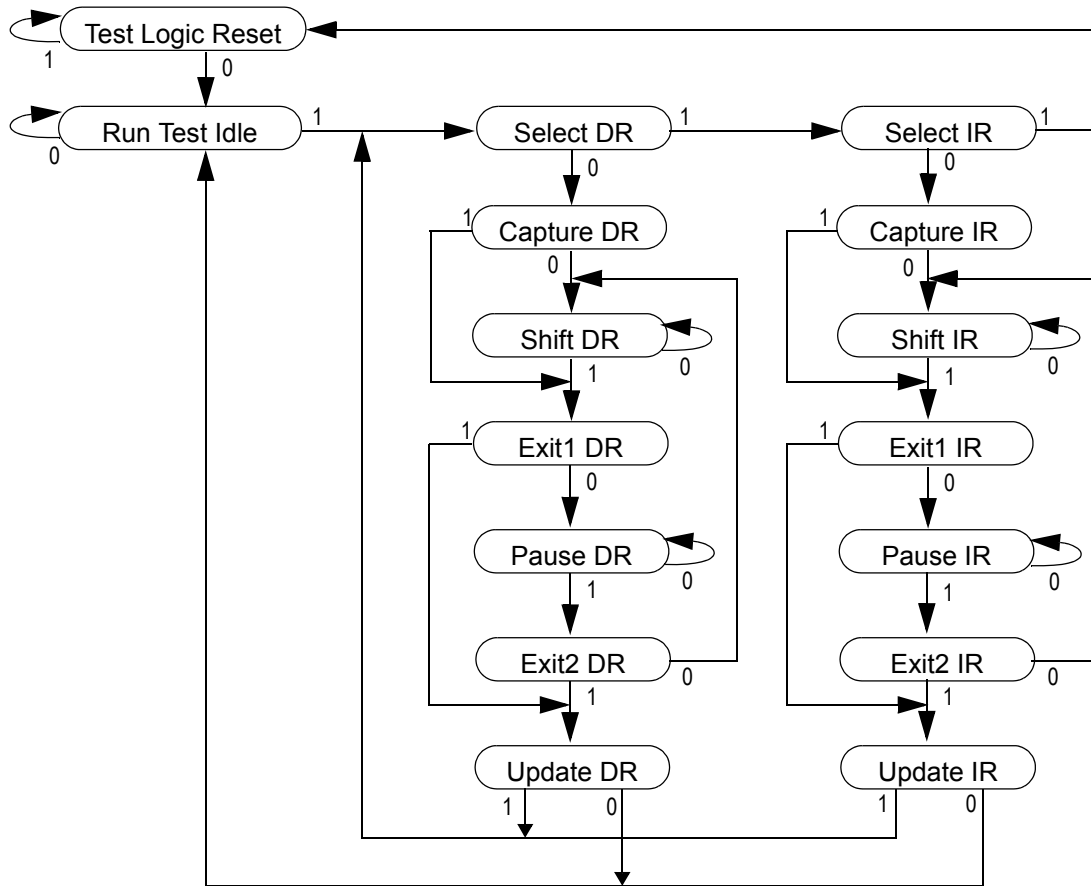 Test Logic Reset
1
0
Run Test Idle
1
0
Select DR
1
0
Select IR
1
0
Capture DR
1
0
Capture IR
1
0
Shift DR
0
1
Shift IR
0
1
Exit1 DR
1
0
Exit1 IR
1
0
Pause DR
0
1
Pause IR
0
1
Exit2 DR
0
1
Exit2 IR
0
1
Update DR
1
0
Update IR
1
0